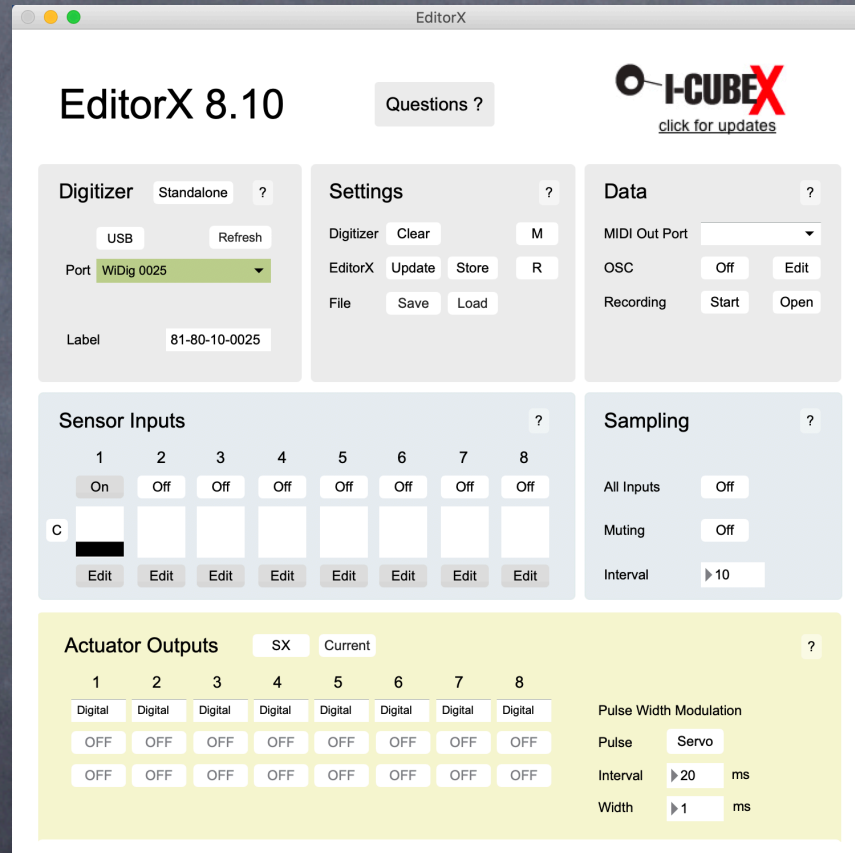 EditorX
EditorX 8.10
Questions ?
I-CUBEX
click for updates
Digitizer Standalone ?
USB Refresh
Port WiDig 0025
Label 81-80-10-0025
Settings ?
Digitizer Clear M
EditorX Update Store R
File Save Load
Data ?
MIDI Out Port
OSC Off Edit
Recording Start Open
Sensor Inputs ?
1 2 3 4 5 6 7 8
On Off Off Off Off Off Off Off
C
Edit Edit Edit Edit Edit Edit Edit Edit
Sampling ?
All Inputs Off
Muting Off
Interval 10
Actuator Outputs SX Current ?
1 2 3 4 5 6 7 8
Digital Digital Digital Digital Digital Digital Digital Digital
OFF OFF OFF OFF OFF OFF OFF OFF
OFF OFF OFF OFF OFF OFF OFF OFF
Pulse Width Modulation
Pulse Servo
Interval 20 ms
Width 1 ms